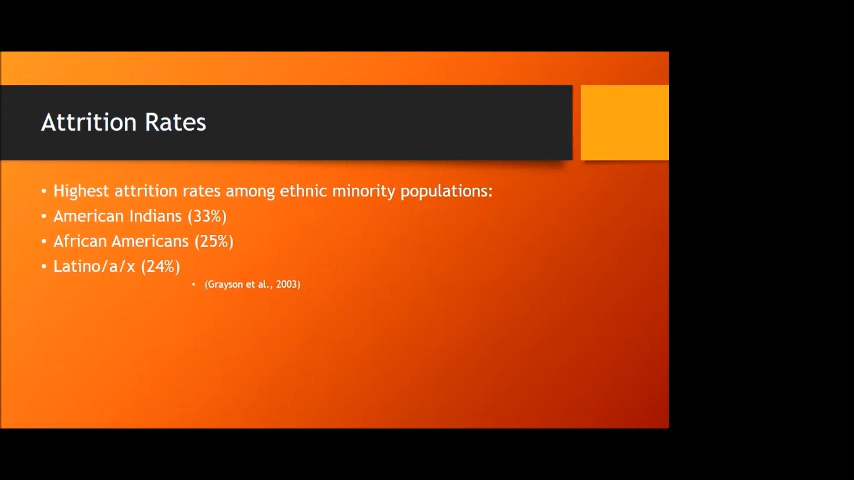 Attrition Rates
• Highest attrition rates among ethnic minority populations:
• American Indians (33%)
• African Americans (25%)
• Latino/a/x (24%)
• (Grayson et al., 2003)